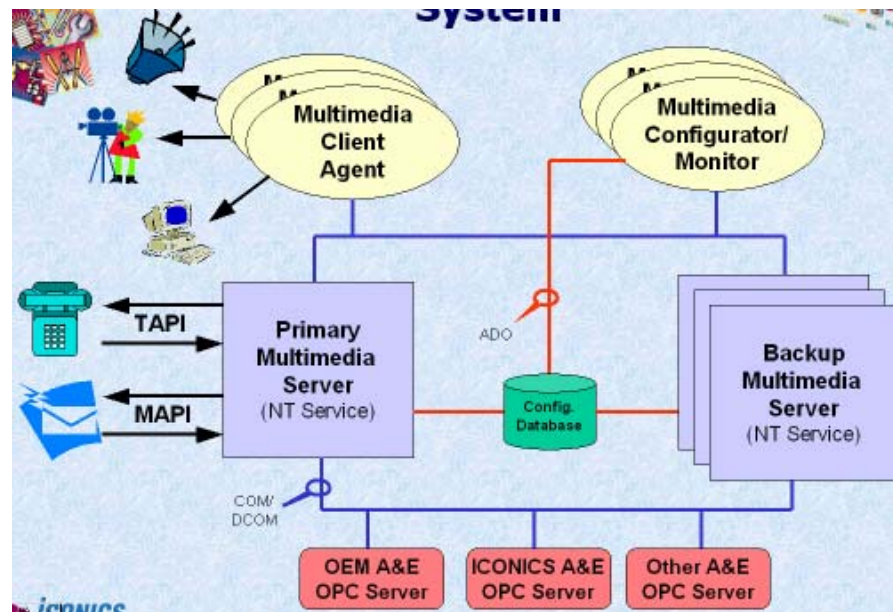 System
Multimedia
Client
Agent
Multimedia
Configurator/
Monitor
TAPI
MAPI
Primary
Multimedia
Server
(NT Service)
ADO
Config.
Database
Backup
Multimedia
Server
(NT Service)
COM/
DCOM
OEM A&E
OPC Server
ICONICS A&E
OPC Server
Other A&E
OPC Server
ICONICS